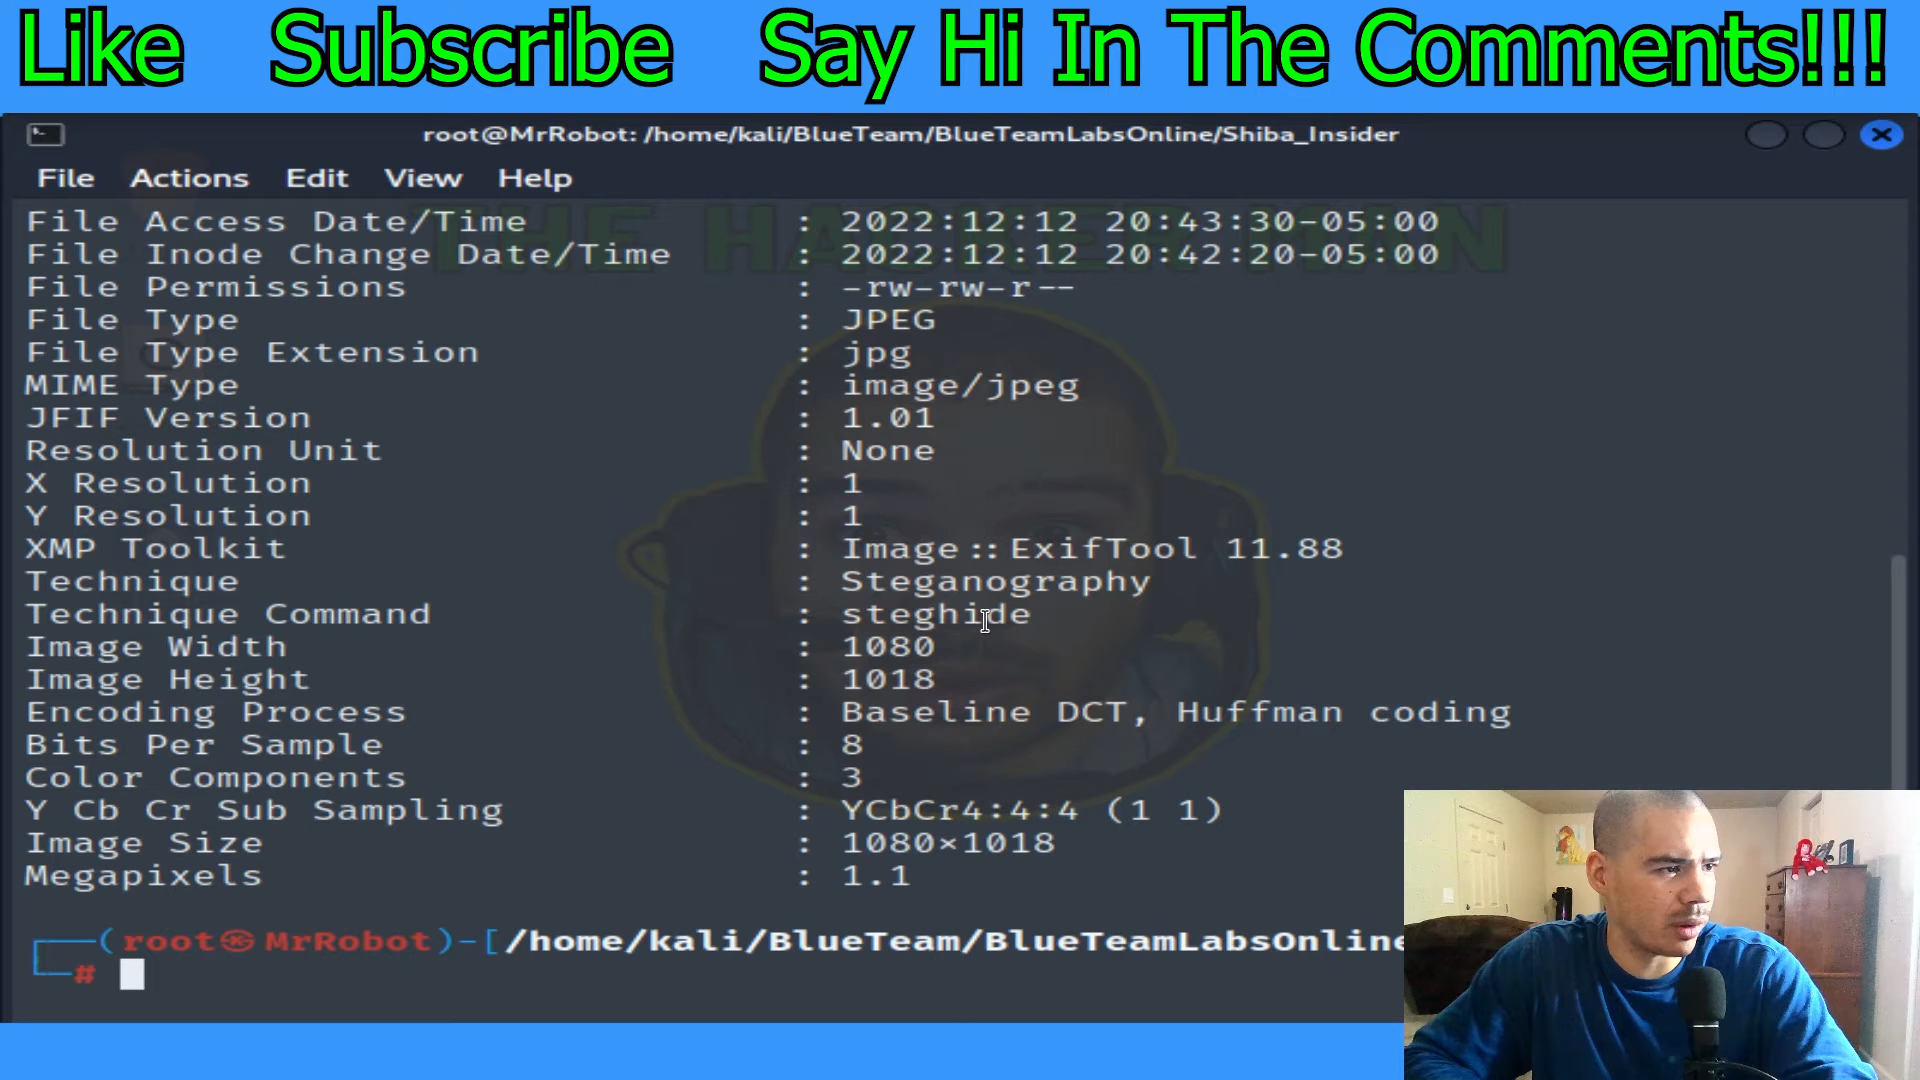 Like Subscribe Say Hi In The Comments!!!
root@MrRobot: /home/kali/BlueTeam/BlueTeamLabsOnline/Shiba_Insider
File Actions Edit View Help
THE HACKER MAN
File Access Date/Time : 2022:12:12 20:43:30-05:00
File Inode Change Date/Time : 2022:12:12 20:42:20-05:00
File Permissions : -rw-rw-r--
File Type : JPEG
File Type Extension : jpg
MIME Type : image/jpeg
JFIF Version : 1.01
Resolution Unit : None
X Resolution : 1
Y Resolution : 1
XMP Toolkit : Image::ExifTool 11.88
Technique : Steganography
Technique Command : steghide
Image Width : 1080
Image Height : 1018
Encoding Process : Baseline DCT, Huffman coding
Bits Per Sample : 8
Color Components : 3
Y Cb Cr Sub Sampling : YCbCr4:4:4 (1 1)
Image Size : 1080×1018
Megapixels : 1.1
(root㉿MrRobot)-[/home/kali/BlueTeam/BlueTeamLabsOnline
#